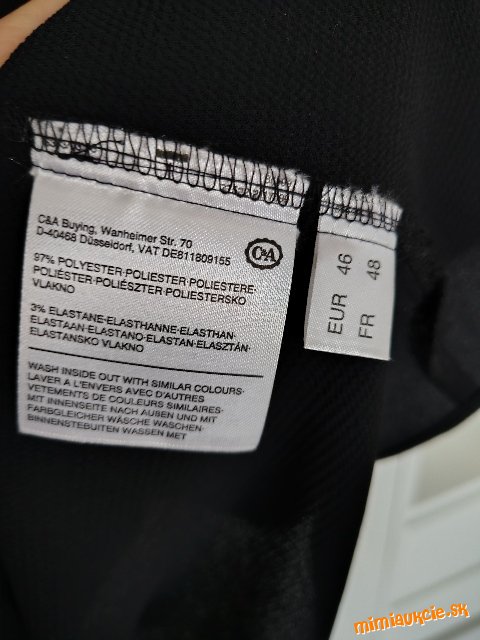 C&A Buying, Wanheimer Str. 70
D-40468 Düsseldorf, VAT DE811809155
C&A
97% POLYESTER·POLIESTER·POLIESTERE·
POLIÉSTER·POLIÉSZTER·POLIESTERSKO
VLAKNO
3% ELASTANE·ELASTHANNE·ELASTHAN·
ELASTAAN·ELASTANO·ELASTAN·ELASZTÁN·
ELASTANSKO VLAKNO
WASH INSIDE OUT WITH SIMILAR COLOURS·
LAVER A L'ENVERS AVEC D'AUTRES
VETEMENTS DE COULEURS SIMILAIRES·
MIT INNENSEITE NACH AUßEN UND MIT
FARBGLEICHER WÄSCHE WASCHEN·
BINNENSTEBUITEN WASSEN MET
EUR 46
FR 48
mimiaukcie.sk